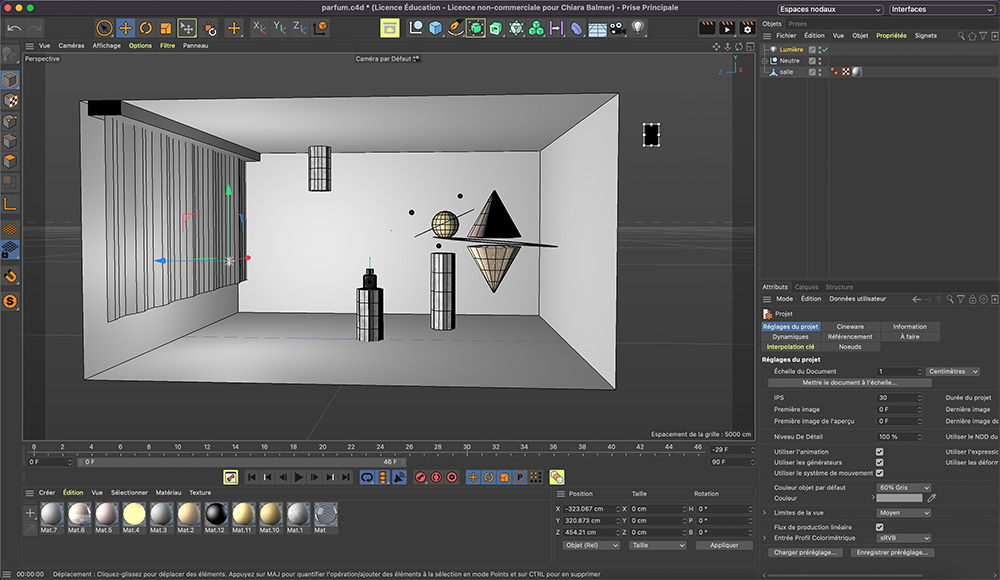 parfum.c4d * (Licence Éducation - Licence non-commerciale pour Chiara Balmer) - Prise Principale
Espaces nodaux
Interfaces
Objets Prises
Fichier Édition Vue Objet Propriétés Signets
Vue Caméras Affichage Options Filtre Panneau
Perspective
Caméra par Défaut
Y
Z
X
Lumière
Neutre
salle
Espacement de la grille : 5000 cm
0 2 4 6 8 10 12 14 16 18 20 22 24 26 28 30 32 34 36 38 40 42 44 46
-29 F
0 F
0 F
46 F
90 F
Créer Édition Vue Sélectionner Matériau Texture
Mat.7 Mat.6 Mat.5 Mat.4 Mat.3 Mat.2 Mat.12 Mat.11 Mat.10 Mat.1 Mat
Position Taille Rotation
X -323.067 cm X 0 cm H 0 °
Y 320.873 cm Y 0 cm P 0 °
Z 454.21 cm Z 0 cm B 0 °
Objet (Rel) Taille Appliquer
Attributs Calques Structure
Mode Édition Données utilisateur
Projet
Réglages du projet Cineware Information
Dynamiques Référencement À faire
Interpolation clé Noeuds
Réglages du projet
Échelle du Document 1 Centimètres
Mettre le document à l'échelle...
IPS 30 Durée du projet
Première image 0 F Dernière image
Première image de l'aperçu 0 F Dernière image de
Niveau De Détail 100 % Utiliser le NDD du
Utiliser l'animation Utiliser l'expressi
Utiliser les générateurs Utiliser les défor
Utiliser le système de mouvement
Couleur objet par défaut 60% Gris
Couleur
Limites de la vue Moyen
Flux de production linéaire
Entrée Profil Colorimétrique sRVB
Charger préréglage... Enregistrer préréglage...
00:00:00 Déplacement : Cliquez-glissez pour déplacer des éléments. Appuyez sur MAJ pour quantifier l'opération/ajouter des éléments à la sélection en mode Points et sur CTRL pour en supprimer